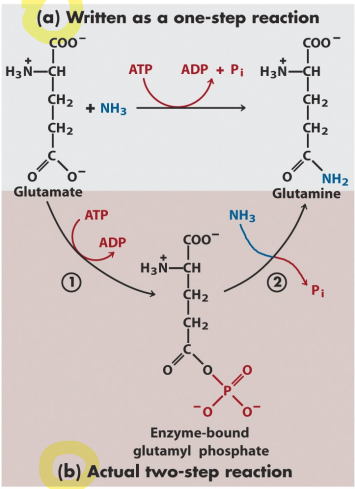 (a) Written as a one-step reaction
COO⁻
H₃N⁺—CH
CH₂
CH₂
C
O O⁻
Glutamate
+ NH₃
ATP ADP + Pᵢ
COO⁻
H₃N⁺—CH
CH₂
CH₂
C
O NH₂
Glutamine
ATP
ADP
1
COO⁻
H₃N⁺—CH
CH₂
CH₂
C
O O O
P
⁻O O⁻
NH₃
2
Pᵢ
Enzyme-bound
glutamyl phosphate
(b) Actual two-step reaction